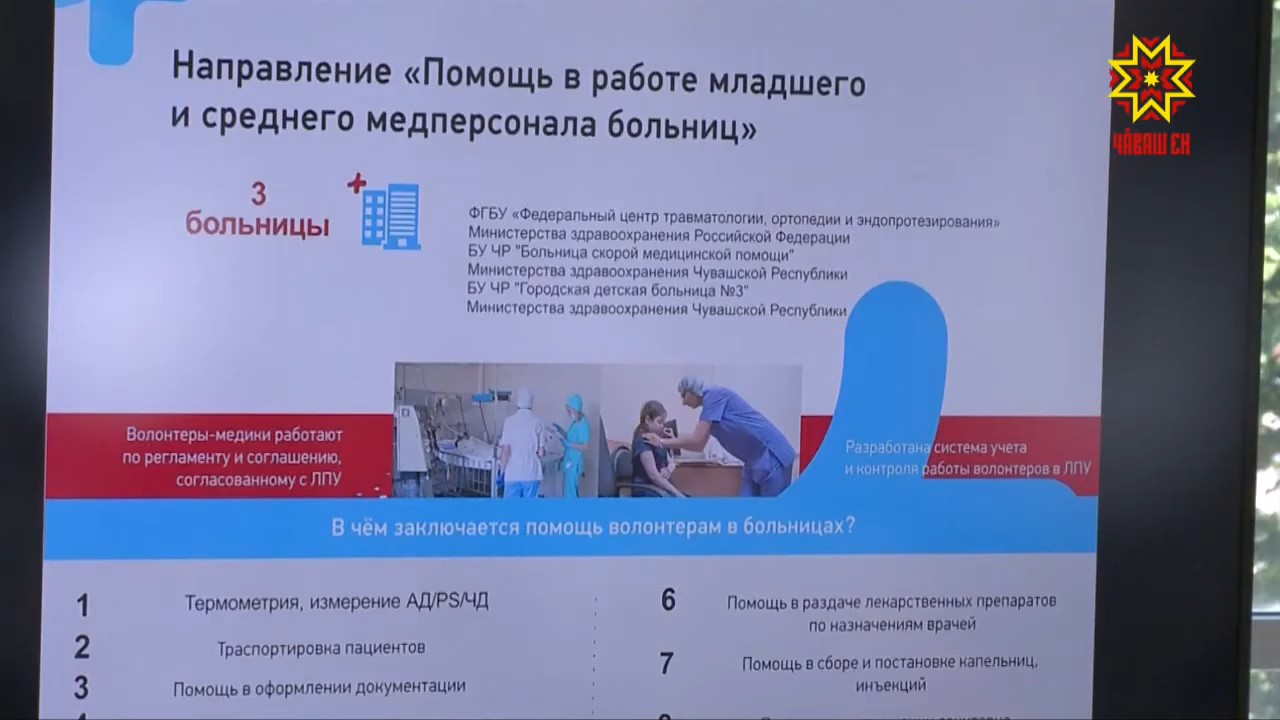 Направление «Помощь в работе младшего
и среднего медперсонала больниц»
ЧӐВАШ ЕН
3
больницы
ФГБУ «Федеральный центр травматологии, ортопедии и эндопротезирования»
Министерства здравоохранения Российской Федерации
БУ ЧР "Больница скорой медицинской помощи"
Министерства здравоохранения Чувашской Республики
БУ ЧР "Городская детская больница №3"
Министерства здравоохранения Чувашской Республики
Волонтеры-медики работают
по регламенту и соглашению,
согласованному с ЛПУ
Разработана система учета
и контроля работы волонтеров в ЛПУ
В чём заключается помощь волонтерам в больницах?
1 Термометрия, измерение АД/PS/ЧД
2 Траспортировка пациентов
3 Помощь в оформлении документации
6 Помощь в раздаче лекарственных препаратов
по назначениям врачей
7 Помощь в сборе и постановке капельниц,
инъекций